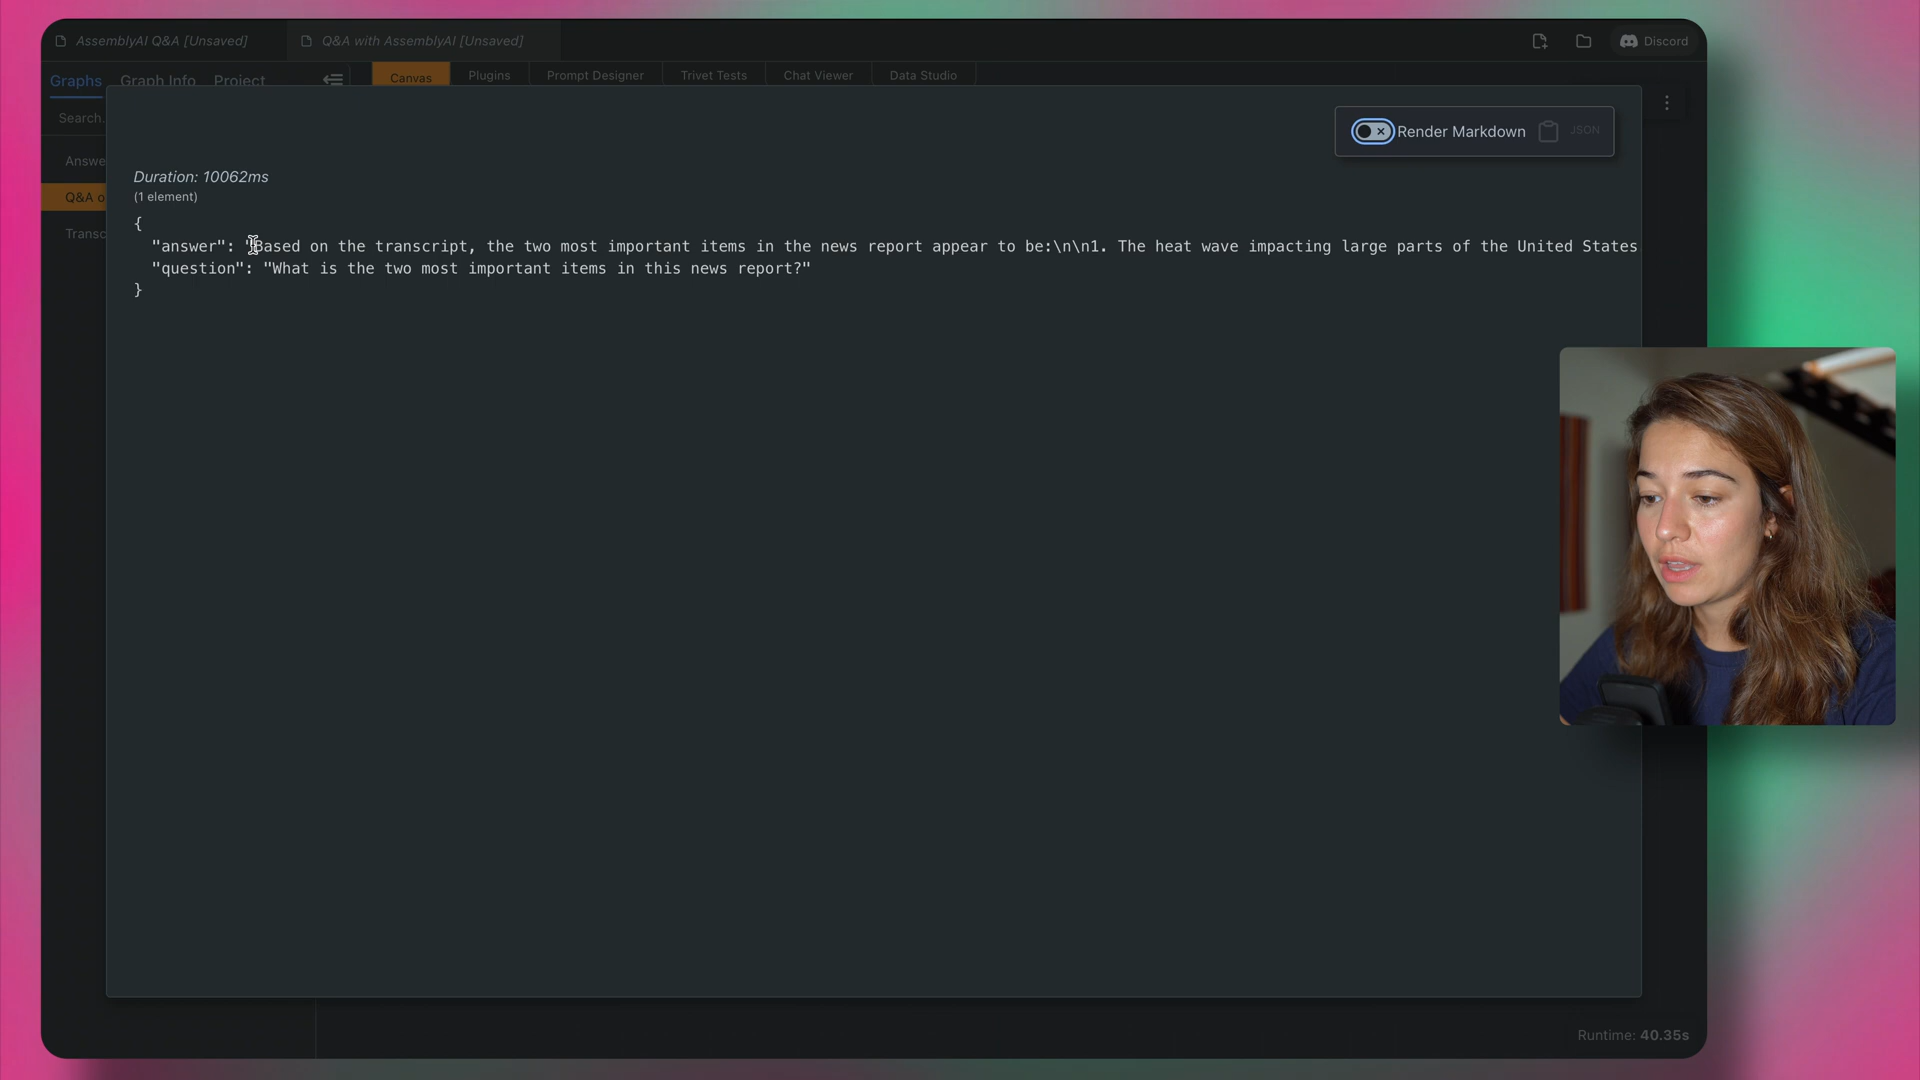 AssemblyAI Q&A [Unsaved]
Q&A with AssemblyAI [Unsaved]
Discord
Graphs
Graph Info
Project
Canvas
Plugins
Prompt Designer
Trivet Tests
Chat Viewer
Data Studio
Search.
Render Markdown
JSON
Answe
Duration: 10062ms
Q&A o
(1 element)
{
Transc
"answer": "Based on the transcript, the two most important items in the news report appear to be:\n\n1. The heat wave impacting large parts of the United States
"question": "What is the two most important items in this news report?"
}
Runtime: 40.35s